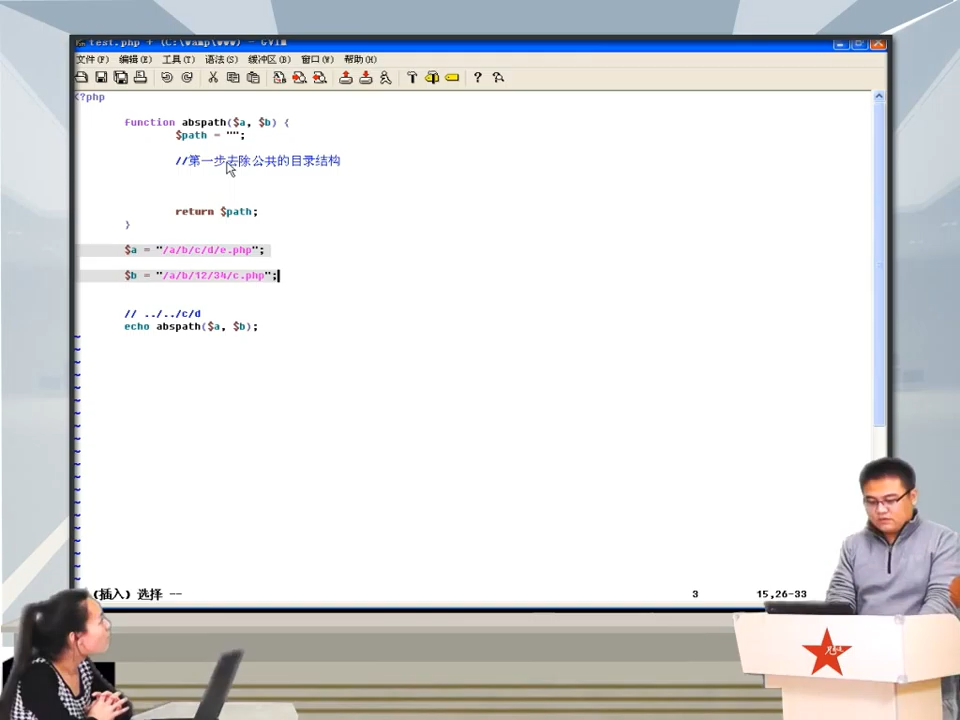 test.php + (C:\wamp\www) - GVIM
文件(F) 编辑(E) 工具(T) 语法(S) 缓冲区(B) 窗口(W) 帮助(H)
<?php
function abspath($a, $b) {
$path = "";
//第一步去除公共的目录结构
return $path;
}
$a = "/a/b/c/d/e.php";
$b = "/a/b/12/34/c.php";
// ../../c/d
echo abspath($a, $b);
(插入) 选择 -- 3 15,26-33